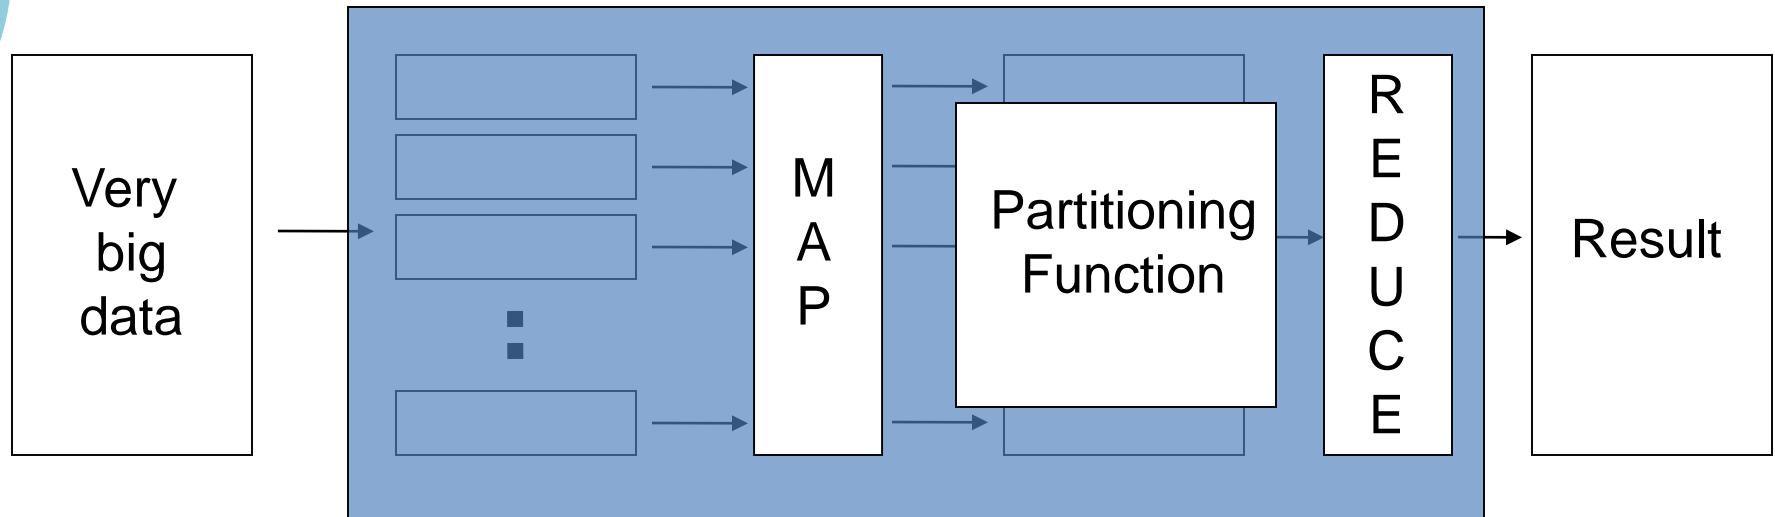 Very
big
data
M
A
P
Partitioning
Function
R
E
D
U
C
E
Result